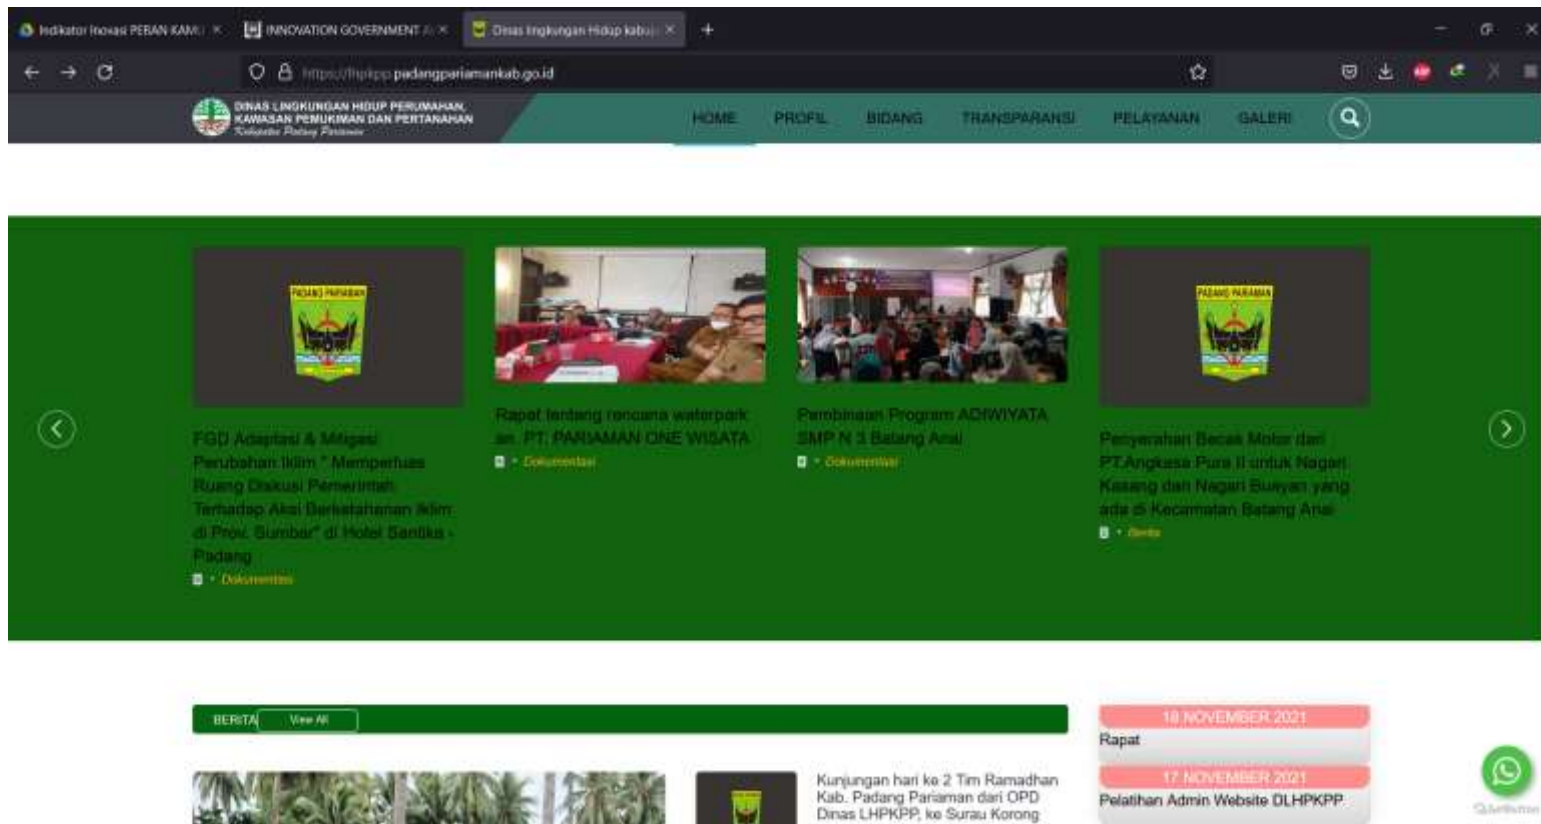 Indikator Inovasi PERAN KAMU
INNOVATION GOVERNMENT A
Dinas lingkungan Hidup kabup
https://lhpkpp.padangpariamankab.go.id
DINAS LINGKUNGAN HIDUP PERUMAHAN,
KAWASAN PEMUKIMAN DAN PERTANAHAN
Kabupaten Padang Pariaman
HOME PROFIL BIDANG TRANSPARANSI PELAYANAN GALERI
PADANG PARIAMAN
FGD Adaptasi & Mitigasi
Perubahan Iklim " Memperluas
Ruang Diskusi Pemerintah
Terhadap Aksi Berketahanan Iklim
di Prov. Sumbar" di Hotel Santika -
Padang
Dokumentasi
Rapat tentang rencana waterpark
an. PT. PARIAMAN ONE WISATA
Dokumentasi
Pembinaan Program ADIWIYATA
SMP N 3 Batang Anai
Dokumentasi
PADANG PARIAMAN
Penyerahan Becak Motor dari
PT.Angkasa Pura II untuk Nagari
Kasang dan Nagari Buayan yang
ada di Kecamatan Batang Anai
Berita
BERITA View All
Kunjungan hari ke 2 Tim Ramadhan
Kab. Padang Pariaman dari OPD
Dinas LHPKPP, ke Surau Korong
18 NOVEMBER 2021
Rapat
17 NOVEMBER 2021
Pelatihan Admin Website DLHPKPP
GetButton